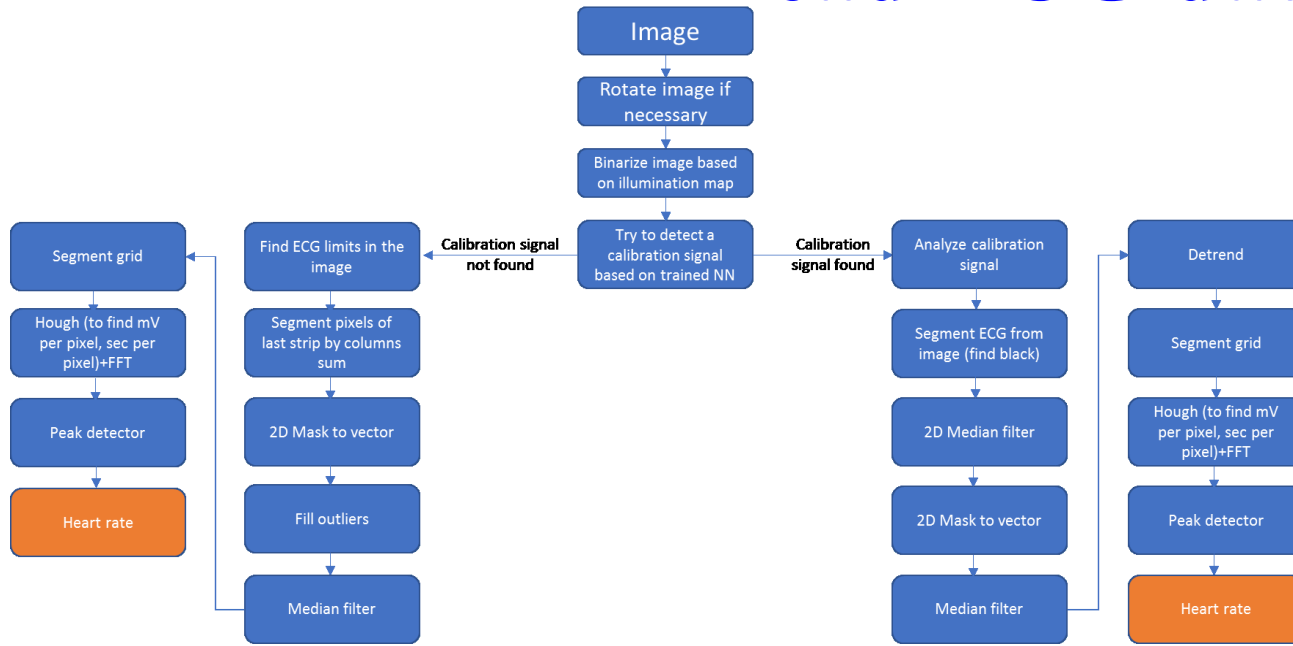 Image
Rotate image if
necessary
Binarize image based
on illumination map
Try to detect a
calibration signal
based on trained NN
Calibration signal
not found
Find ECG limits in the
image
Segment pixels of
last strip by columns
sum
2D Mask to vector
Fill outliers
Median filter
Segment grid
Hough (to find mV
per pixel, sec per
pixel)+FFT
Peak detector
Heart rate
Calibration
signal found
Analyze calibration
signal
Segment ECG from
image (find black)
2D Median filter
2D Mask to vector
Median filter
Detrend
Segment grid
Hough (to find mV
per pixel, sec per
pixel)+FFT
Peak detector
Heart rate